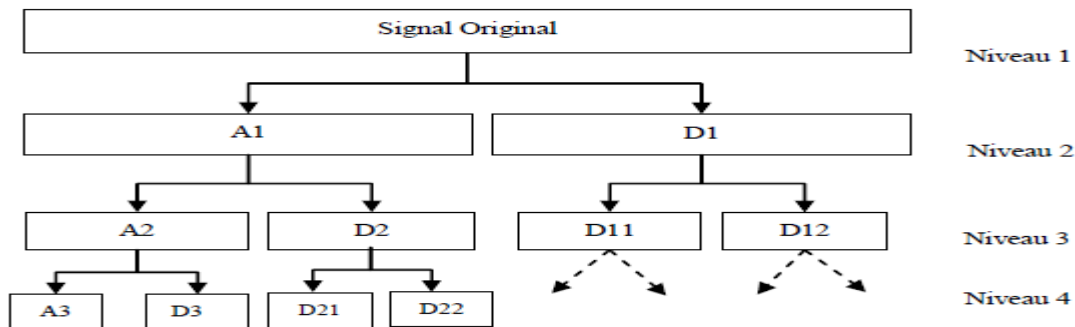 Signal Original
Niveau 1
A1
D1
Niveau 2
A2
D2
D11
D12
Niveau 3
A3
D3
D21
D22
Niveau 4